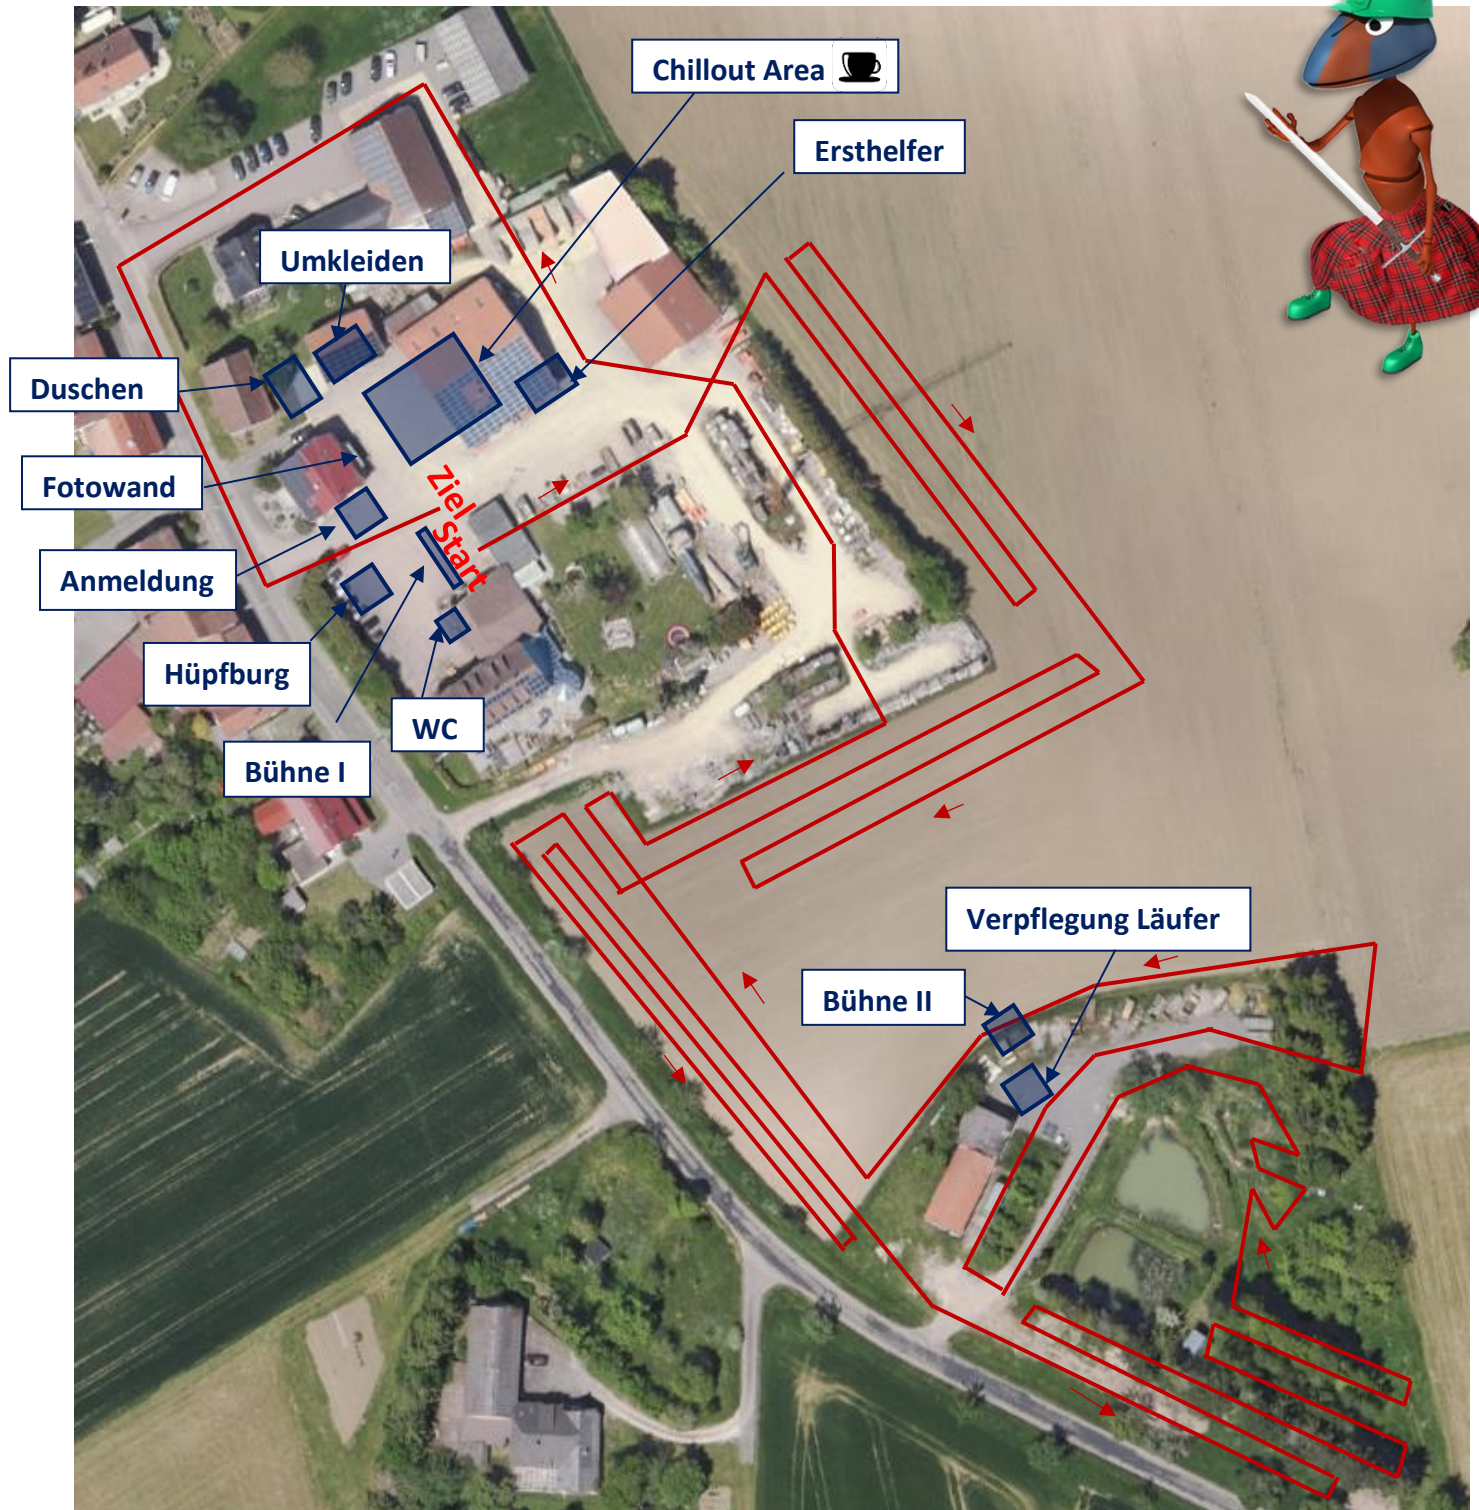 Chillout Area
Ersthelfer
Umkleiden
Duschen
Fotowand
Ziel
Start
Anmeldung
Hüpfburg
WC
Bühne I
Verpflegung Läufer
Bühne II